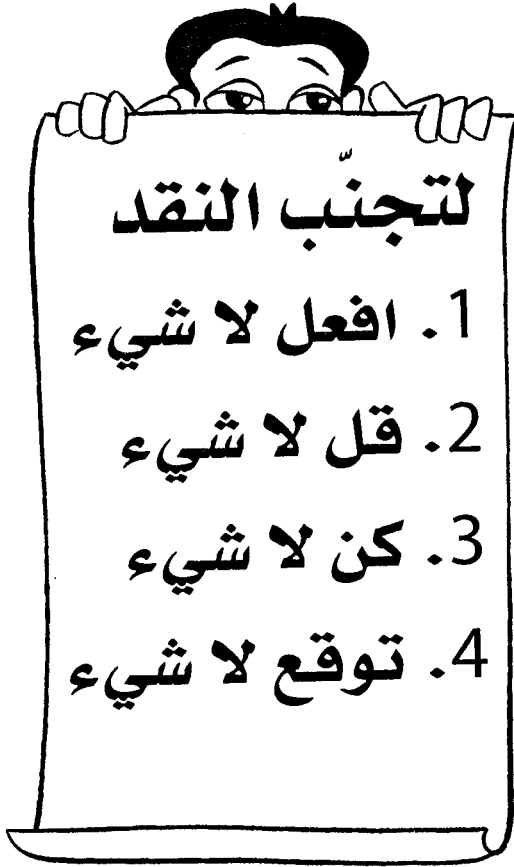 لتجنّب النقد
1. افعل لا شيء
2. قل لا شيء
3. كن لا شيء
4. توقع لا شيء